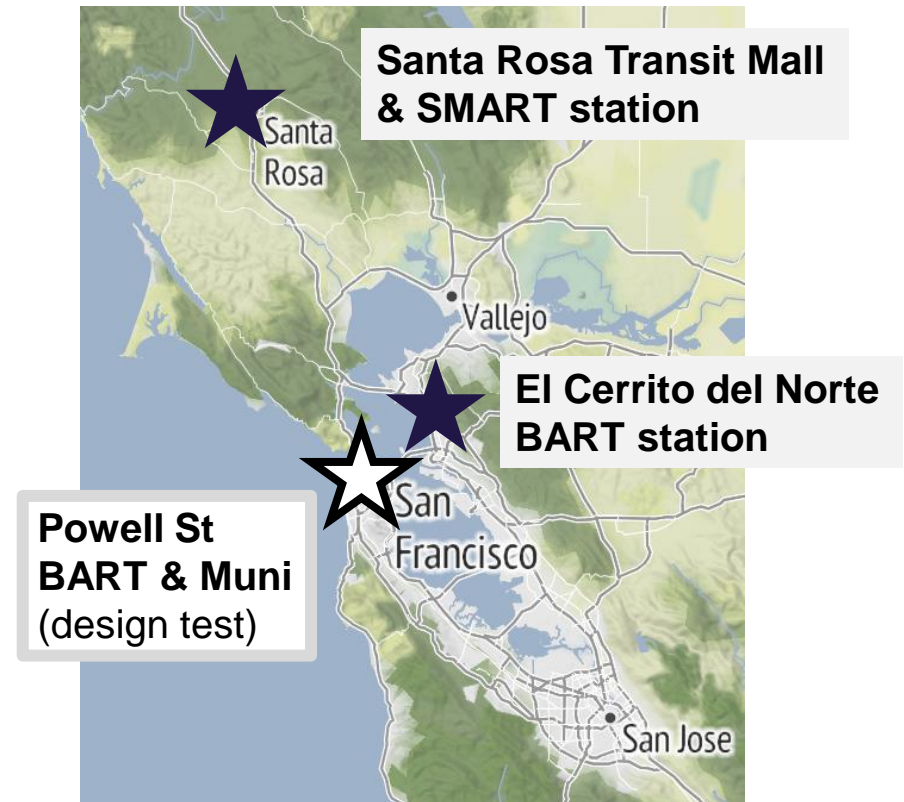 Santa Rosa Transit Mall
& SMART station
Santa
Rosa
Vallejo
El Cerrito del Norte
BART station
San
Francisco
Powell St
BART & Muni
(design test)
San Jose